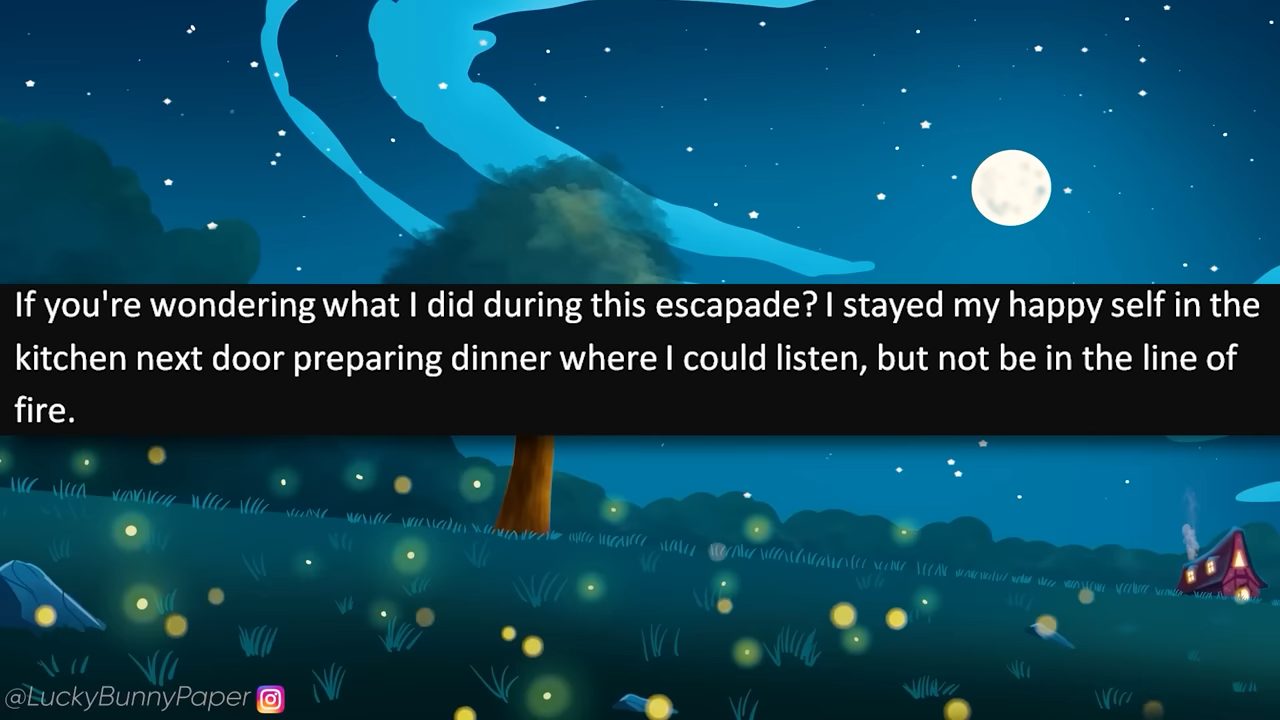 If you're wondering what I did during this escapade? I stayed my happy self in the
kitchen next door preparing dinner where I could listen, but not be in the line of
fire.
@LuckyBunnyPaper